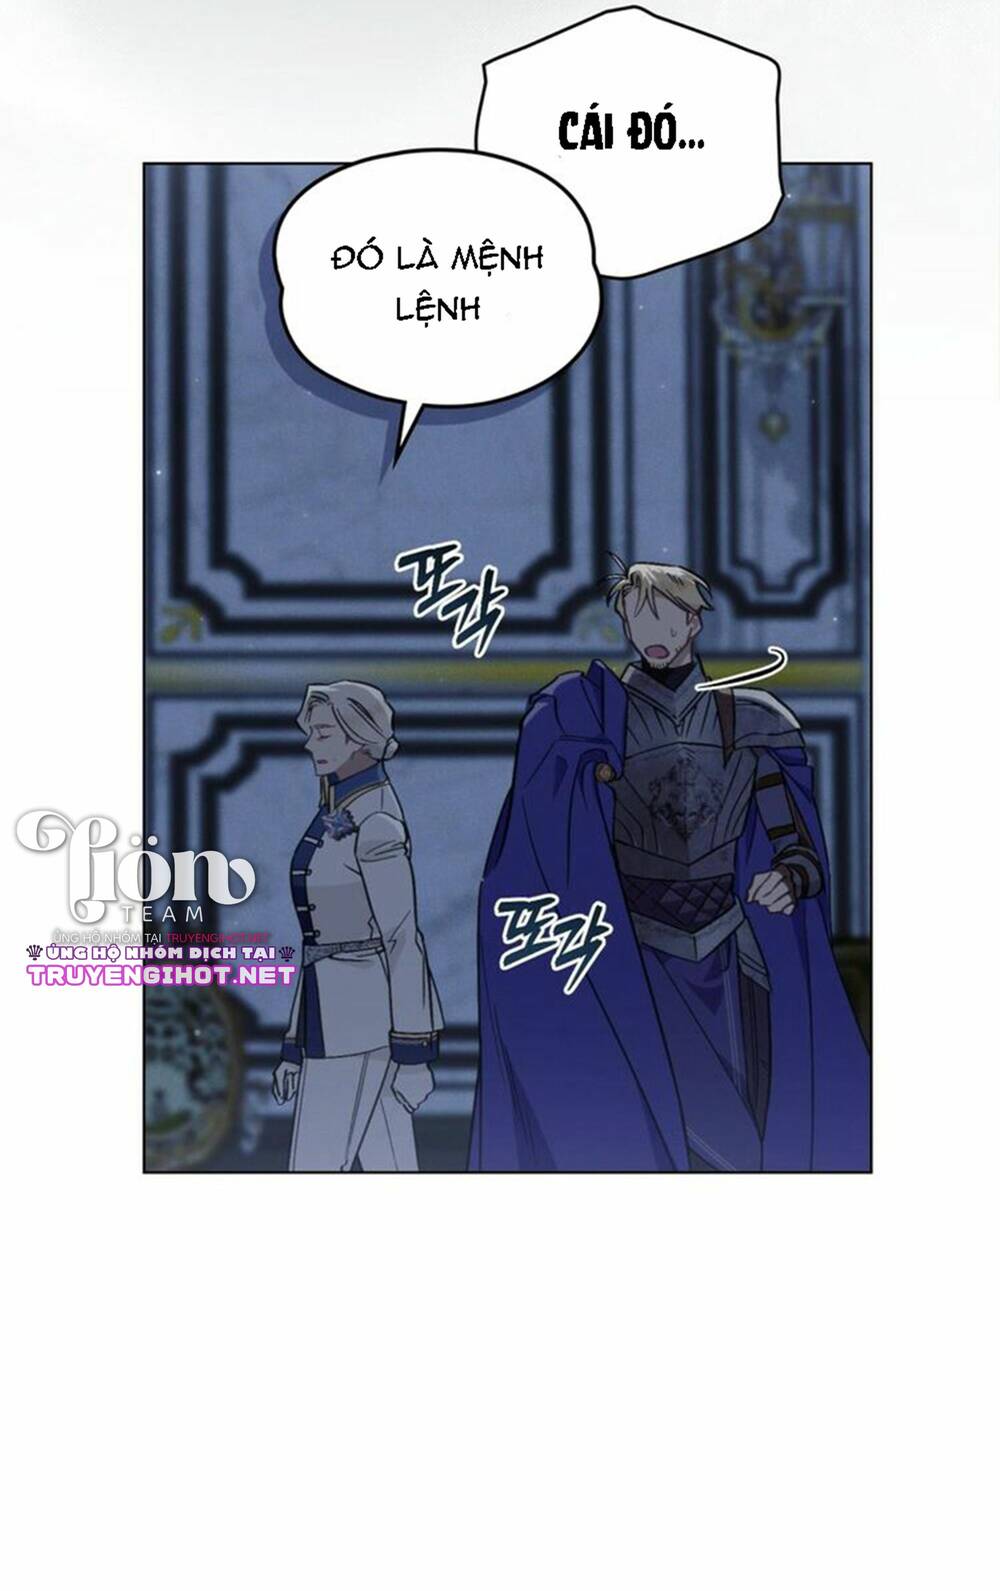 CÁI ĐÓ...
ĐÓ LÀ MỆNH
LỆNH
또각
또각
Tiön
TEAM
ỦNG HỘ NHÓM TẠI TRUYENGIHOT.NET
ỦNG HỘ NHÓM DỊCH TẠI
TRUYENGIHOT.NET